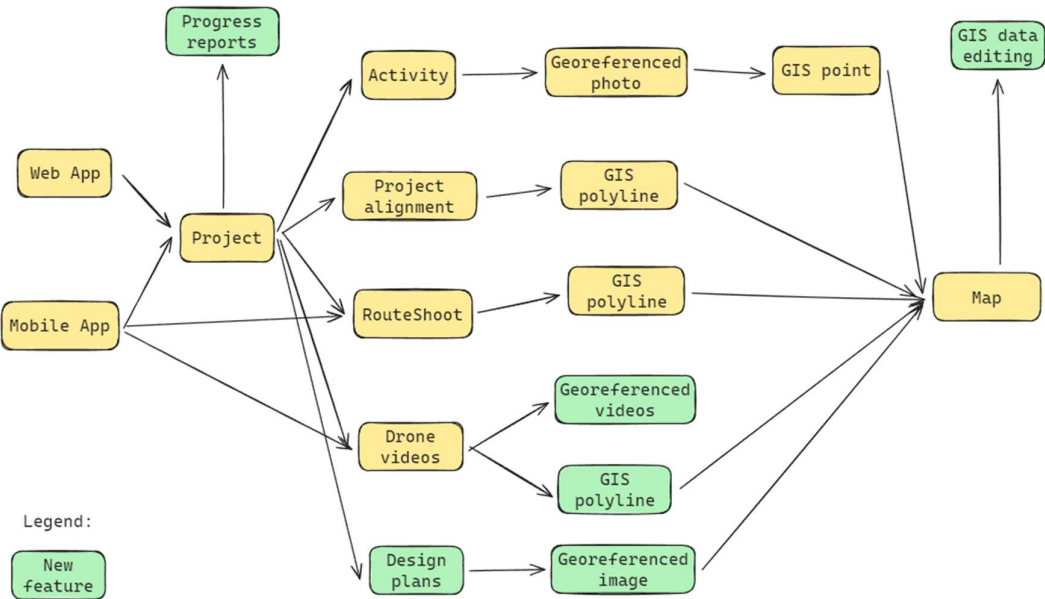 Progress
reports
GIS data
editing
Activity
Georeferenced
photo
GIS point
Web App
Project
alignment
GIS
polyline
Project
Mobile App
RouteShoot
GIS
polyline
Map
Georeferenced
videos
Drone
videos
GIS
polyline
Legend:
New
feature
Design
plans
Georeferenced
image